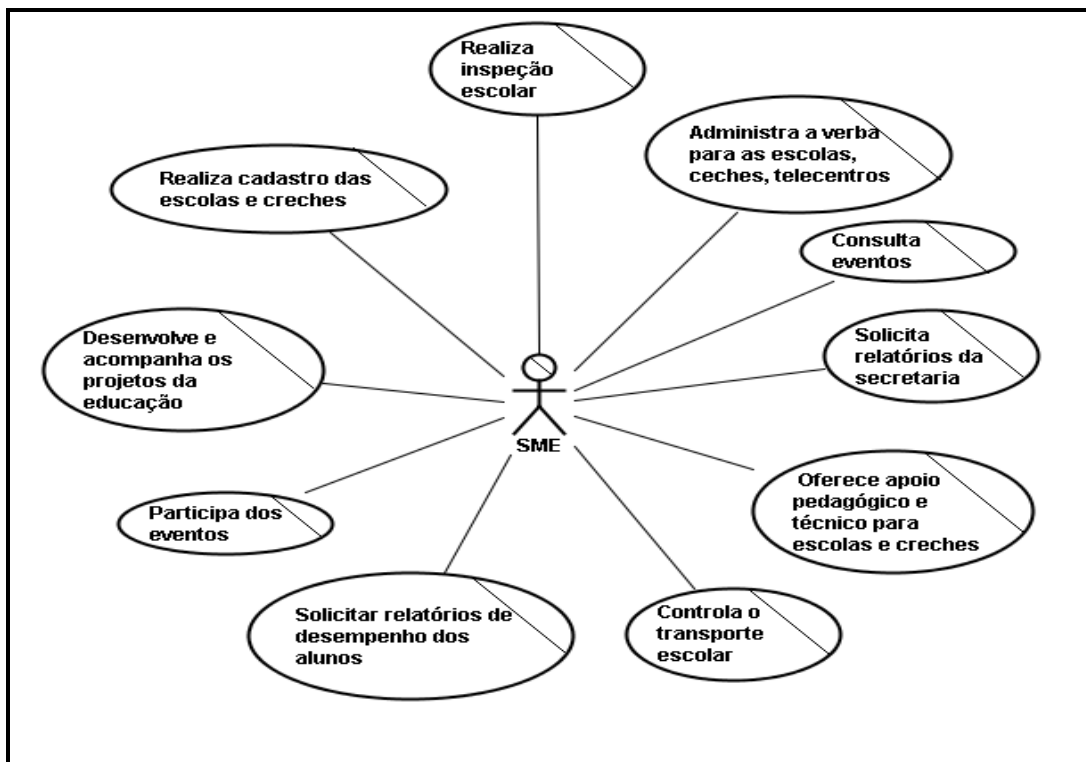 Realiza
inspeção
escolar
Administra a verba
para as escolas,
ceches, telecentros
Realiza cadastro das
escolas e creches
Consulta
eventos
Desenvolve e
acompanha os
projetos da
educação
Solicita
relatórios da
secretaria
SME
Oferece apoio
pedagógico e
técnico para
escolas e creches
Participa dos
eventos
Solicitar relatórios de
desempenho dos
alunos
Controla o
transporte
escolar